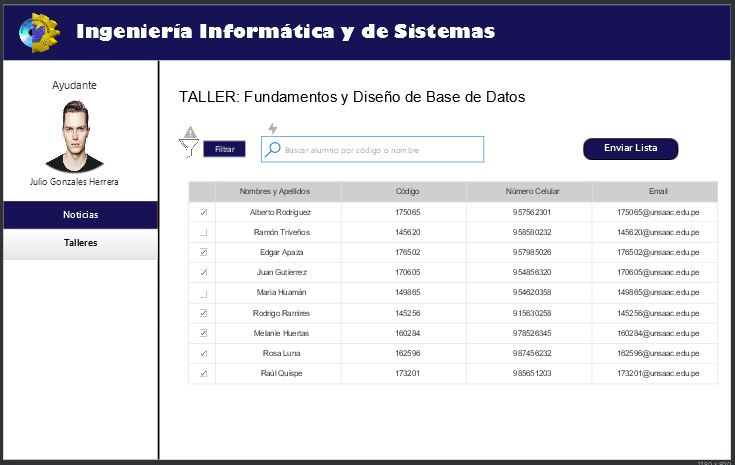 Ingeniería Informática y de Sistemas
Ayudante
Julio Gonzales Herrera
Noticias
Talleres
TALLER: Fundamentos y Diseño de Base de Datos
Filtrar
Buscar alumno por código o nombre
Enviar Lista
Nombres y Apellidos Código Número Celular Email
Alberto Rodriguez 175065 957562301 175065@unsaac.edu.pe
Ramón Triveños 145620 958580232 145620@unsaac.edu.pe
Edgar Apaza 176502 957985026 176502@unsaac.edu.pe
Juan Gutierrez 170605 954856320 170605@unsaac.edu.pe
Maria Huamán 149865 954620358 149865@unsaac.edu.pe
Rodrigo Ramires 145256 915630258 145256@unsaac.edu.pe
Melanie Huertas 160284 978526345 160284@unsaac.edu.pe
Rosa Luna 162596 987456232 162596@unsaac.edu.pe
Raúl Quispe 173201 985651203 173201@unsaac.edu.pe